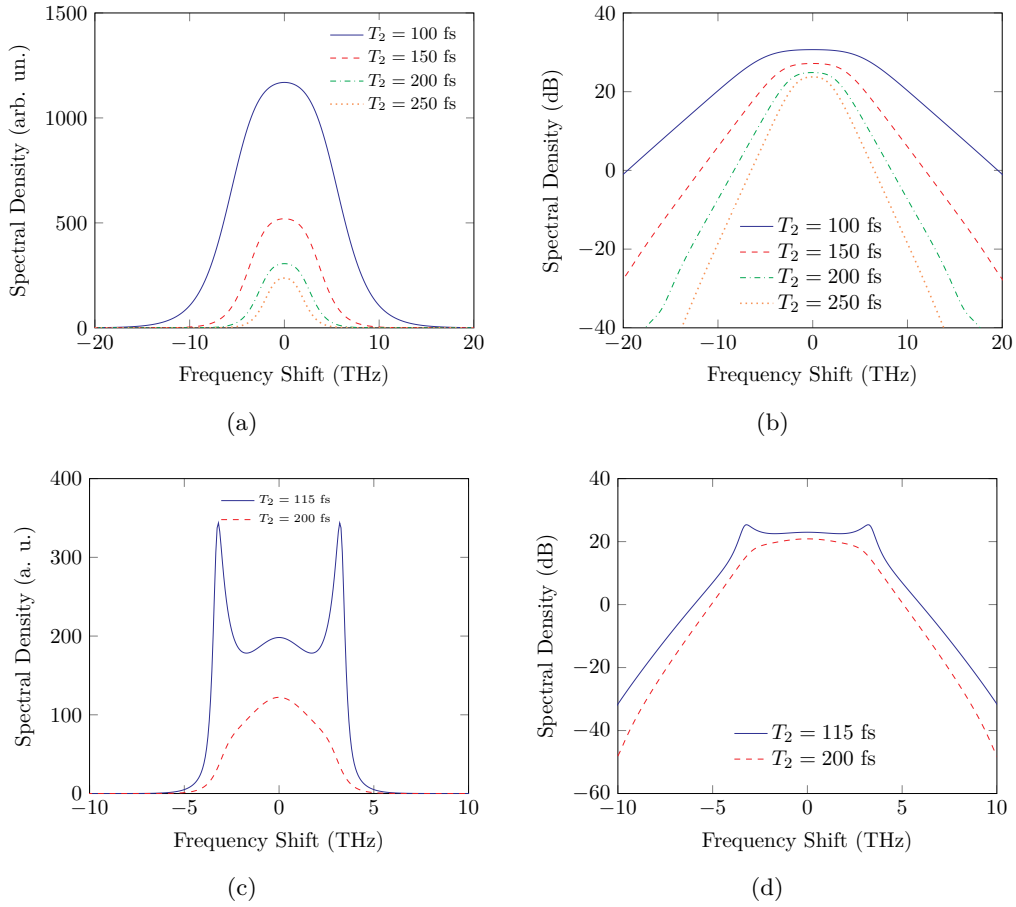 1500
1000
500
0
−20
−10
0
10
20
Spectral Density (arb. un.)
Frequency Shift (THz)
T₂ = 100 fs
T₂ = 150 fs
T₂ = 200 fs
T₂ = 250 fs
(a)
40
20
0
−20
−40
−20
−10
0
10
20
Spectral Density (dB)
Frequency Shift (THz)
T₂ = 100 fs
T₂ = 150 fs
T₂ = 200 fs
T₂ = 250 fs
(b)
400
300
200
100
0
−10
−5
0
5
10
Spectral Density (a. u.)
Frequency Shift (THz)
T₂ = 115 fs
T₂ = 200 fs
(c)
40
20
0
−20
−40
−60
−10
−5
0
5
10
Spectral Density (dB)
Frequency Shift (THz)
T₂ = 115 fs
T₂ = 200 fs
(d)